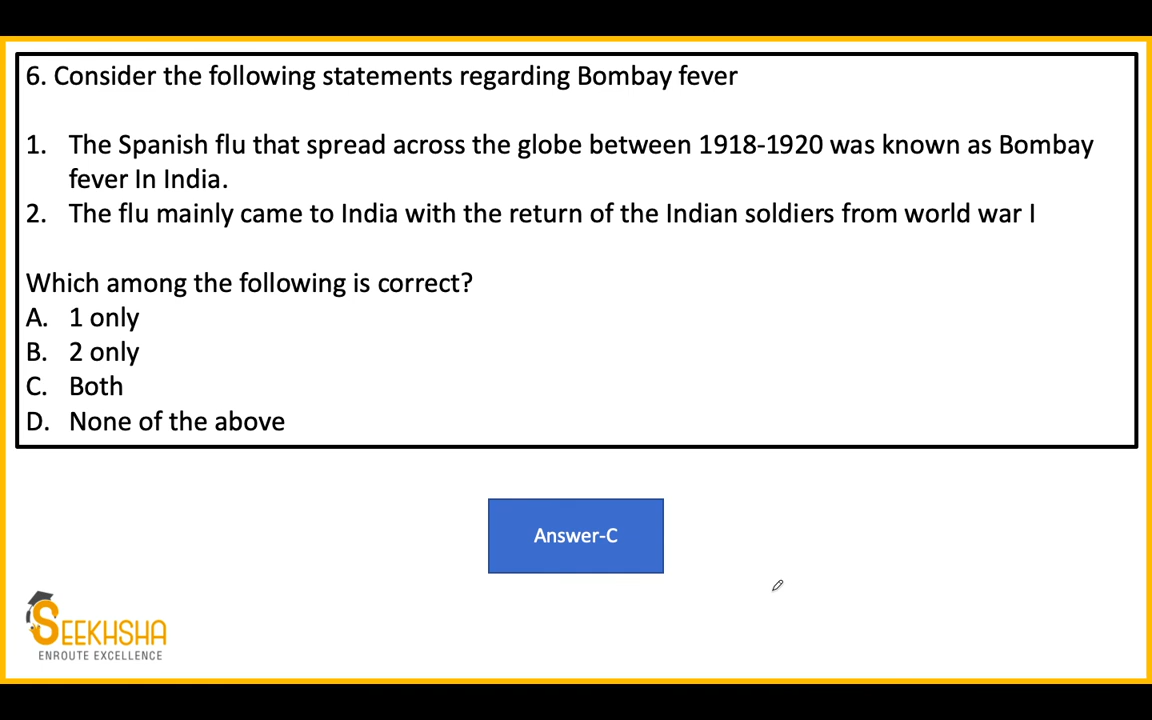 6. Consider the following statements regarding Bombay fever
1. The Spanish flu that spread across the globe between 1918-1920 was known as Bombay
fever In India.
2. The flu mainly came to India with the return of the Indian soldiers from world war I
Which among the following is correct?
A. 1 only
B. 2 only
C. Both
D. None of the above
Answer-C
SEEKHSHA
ENROUTE EXCELLENCE